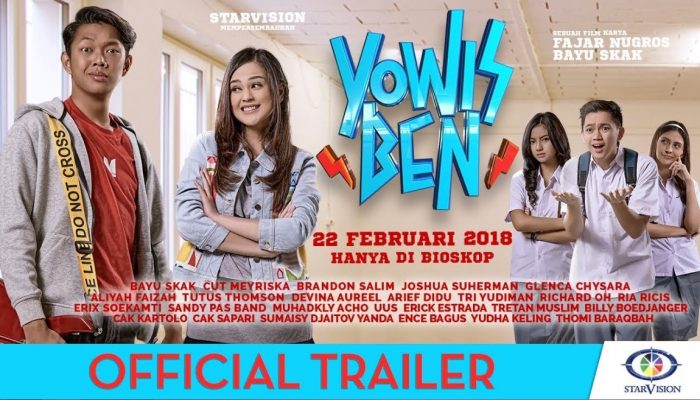 STARVISION
MEMPERSEMBAHKAN
SEBUAH FILM KARYA
FAJAR NUGROS
BAYU SKAK
YOWIS
BEN
22 FEBRUARI 2018
HANYA DI BIOSKOP
LINE DO NOT CROSS
CE LINE
BAYU SKAK CUT MEYRISKA BRANDON SALIM JOSHUA SUHERMAN GLENCA CHYSARA
ALIYAH FAIZAH TUTUS THOMSON DEVINA AUREEL ARIEF DIDU TRI YUDIMAN RICHARD OH RIA RICIS
ERIX SOEKAMTI SANDY PAS BAND MUHADKLY ACHO UUS ERICK ESTRADA TRETAN MUSLIM BILLY BOEDJANGER
CAK KARTOLO CAK SAPARI SUMAISY DJAITOV YANDA ENCE BAGUS YUDHA KELING THOMI BARAQBAH
OFFICIAL TRAILER
STARVISION